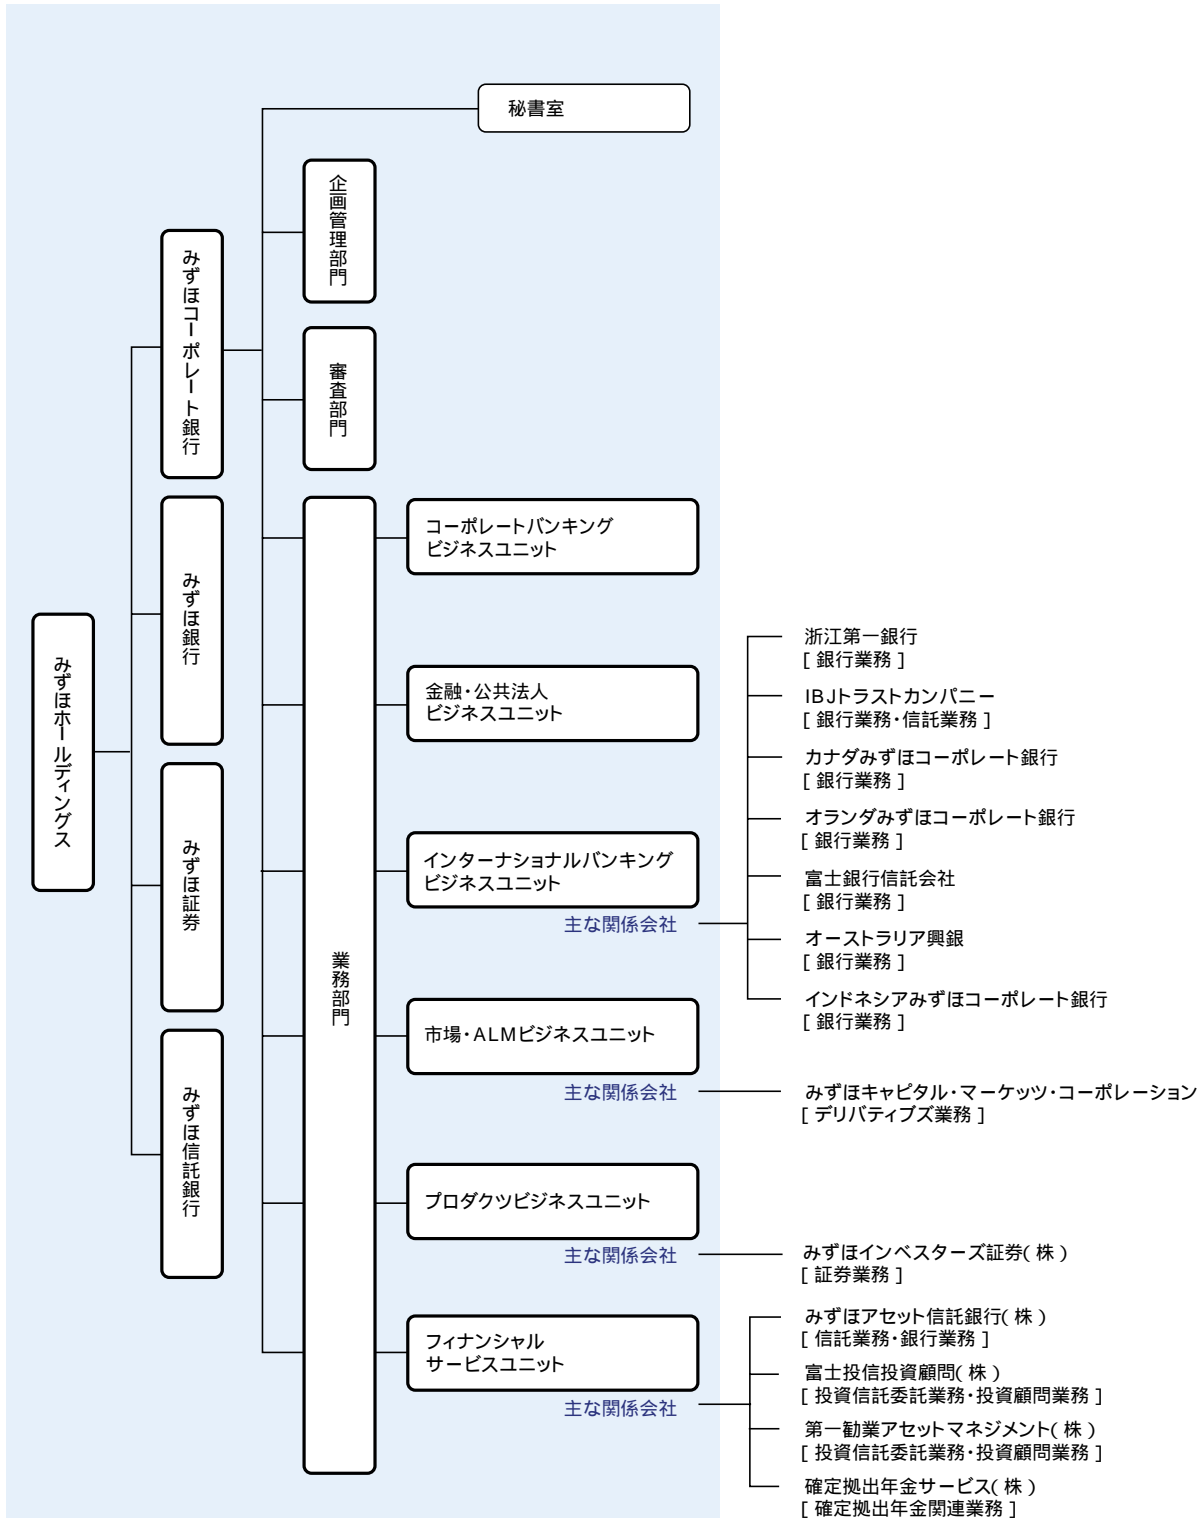 秘書室
企画管理部門
審査部門
みずほコーポレート銀行
みずほ銀行
みずほ証券
みずほ信託銀行
みずほホールディングス
業務部門
コーポレートバンキング
ビジネスユニット
金融・公共法人
ビジネスユニット
インターナショナルバンキング
ビジネスユニット
主な関係会社
浙江第一銀行
[ 銀行業務 ]
IBJトラストカンパニー
[ 銀行業務・信託業務 ]
カナダみずほコーポレート銀行
[ 銀行業務 ]
オランダみずほコーポレート銀行
[ 銀行業務 ]
富士銀行信託会社
[ 銀行業務 ]
オーストラリア興銀
[ 銀行業務 ]
インドネシアみずほコーポレート銀行
[ 銀行業務 ]
市場・ALMビジネスユニット
主な関係会社
みずほキャピタル・マーケッツ・コーポレーション
[ デリバティブズ業務 ]
プロダクツビジネスユニット
主な関係会社
みずほインベスターズ証券( 株 )
[ 証券業務 ]
フィナンシャル
サービスユニット
主な関係会社
みずほアセット信託銀行( 株 )
[ 信託業務・銀行業務 ]
富士投信投資顧問( 株 )
[ 投資信託委託業務・投資顧問業務 ]
第一勧業アセットマネジメント( 株 )
[ 投資信託委託業務・投資顧問業務 ]
確定拠出年金サービス( 株 )
[ 確定拠出年金関連業務 ]